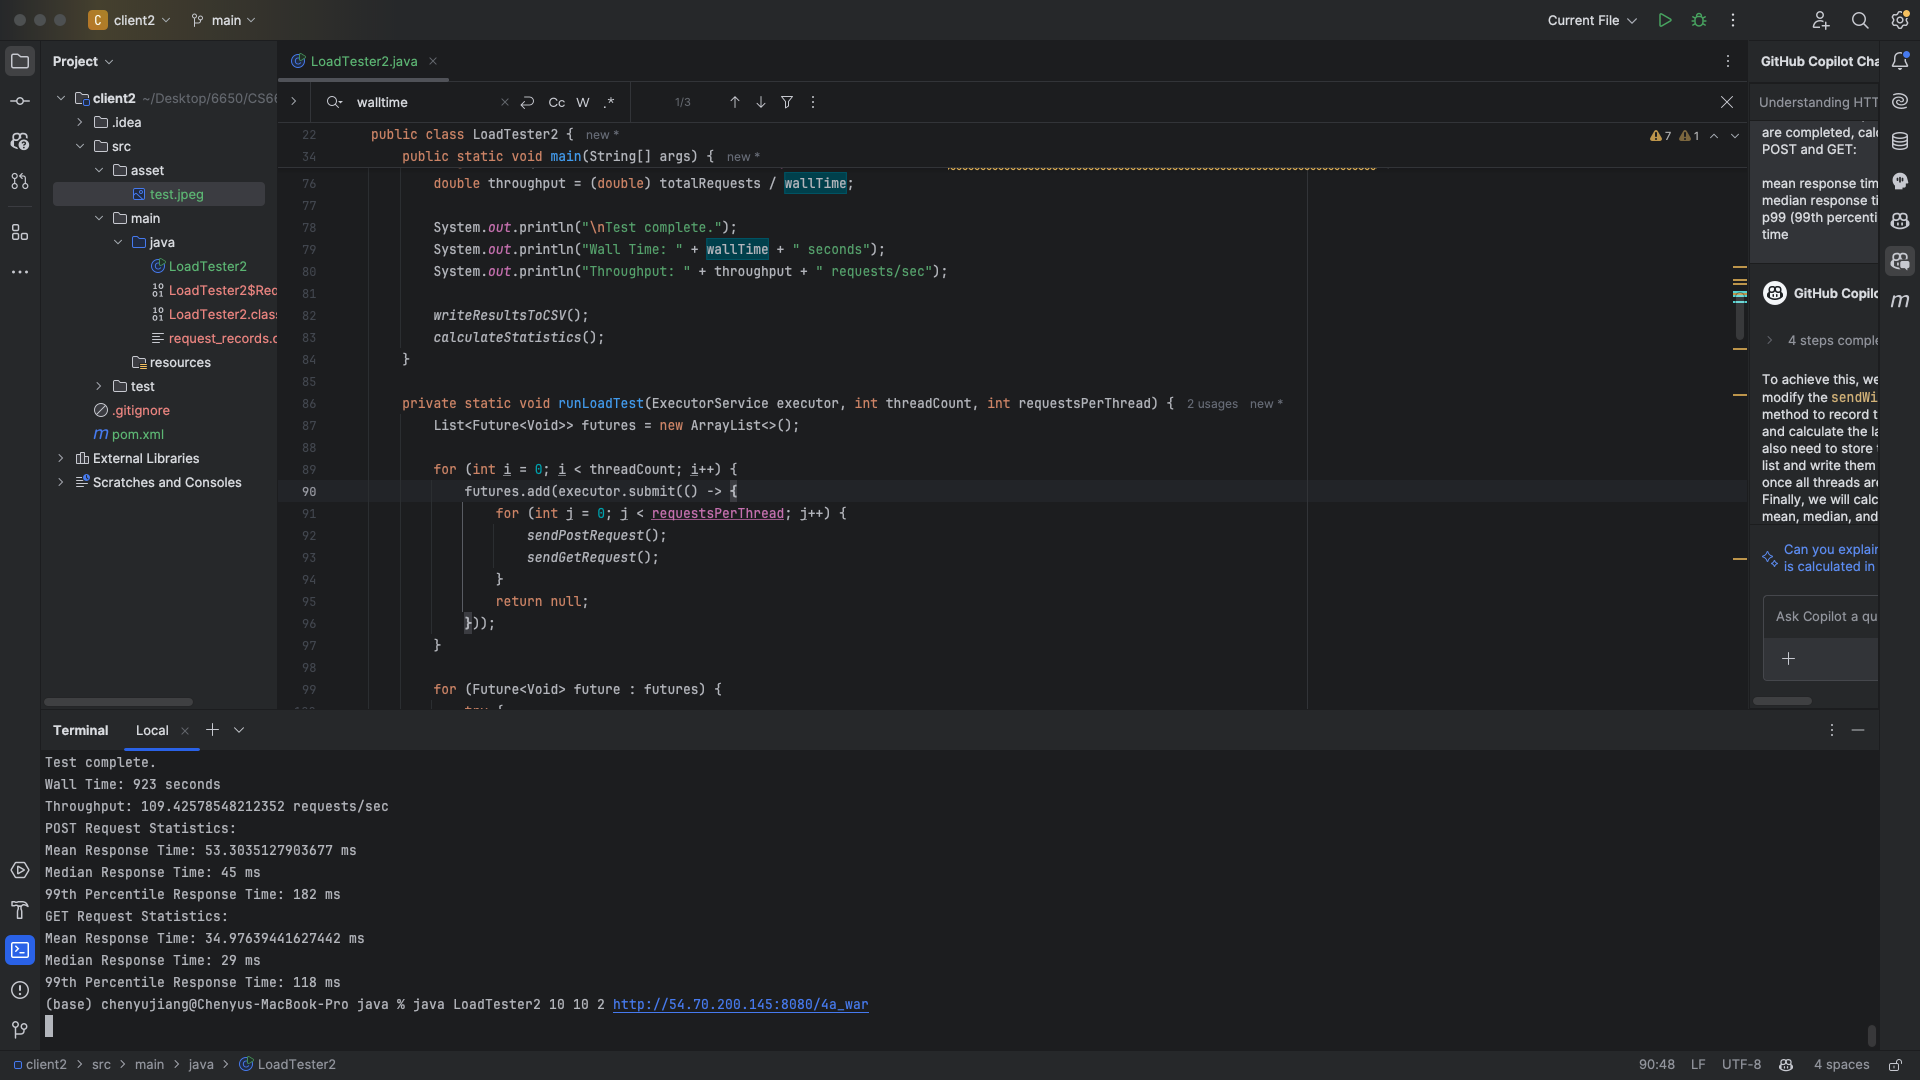 C client2 main
Current File
Project
client2 ~/Desktop/6650/CS66
.idea
src
asset
test.jpeg
main
java
LoadTester2
LoadTester2$Rec
LoadTester2.clas
request_records.c
resources
test
.gitignore
pom.xml
External Libraries
Scratches and Consoles
LoadTester2.java
walltime
Cc W .*
1/3
7 1
22 public class LoadTester2 { new *
34 public static void main(String[] args) { new *
76 double throughput = (double) totalRequests / wallTime;
77
78 System.out.println("\nTest complete.");
79 System.out.println("Wall Time: " + wallTime + " seconds");
80 System.out.println("Throughput: " + throughput + " requests/sec");
81
82 writeResultsToCSV();
83 calculateStatistics();
84 }
85
86 private static void runLoadTest(ExecutorService executor, int threadCount, int requestsPerThread) { 2 usages new *
87 List<Future<Void>> futures = new ArrayList<>();
88
89 for (int i = 0; i < threadCount; i++) {
90 futures.add(executor.submit(() -> {
91 for (int j = 0; j < requestsPerThread; j++) {
92 sendPostRequest();
93 sendGetRequest();
94 }
95 return null;
96 }));
97 }
98
99 for (Future<Void> future : futures) {
try {
GitHub Copilot Cha
Understanding HTT
are completed, calc
POST and GET:
mean response tim
median response ti
p99 (99th percenti
time
GitHub Copilo
4 steps comple
To achieve this, we
modify the sendWi
method to record t
and calculate the la
also need to store t
list and write them
once all threads are
Finally, we will calc
mean, median, and
Can you explain
is calculated in
Ask Copilot a qu
m
Terminal Local
Test complete.
Wall Time: 923 seconds
Throughput: 109.42578548212352 requests/sec
POST Request Statistics:
Mean Response Time: 53.3035127903677 ms
Median Response Time: 45 ms
99th Percentile Response Time: 182 ms
GET Request Statistics:
Mean Response Time: 34.97639441627442 ms
Median Response Time: 29 ms
99th Percentile Response Time: 118 ms
(base) chenyujiang@Chenyus-MacBook-Pro java % java LoadTester2 10 10 2 http://54.70.200.145:8080/4a_war
client2 > src > main > java > LoadTester2
90:48 LF UTF-8 4 spaces